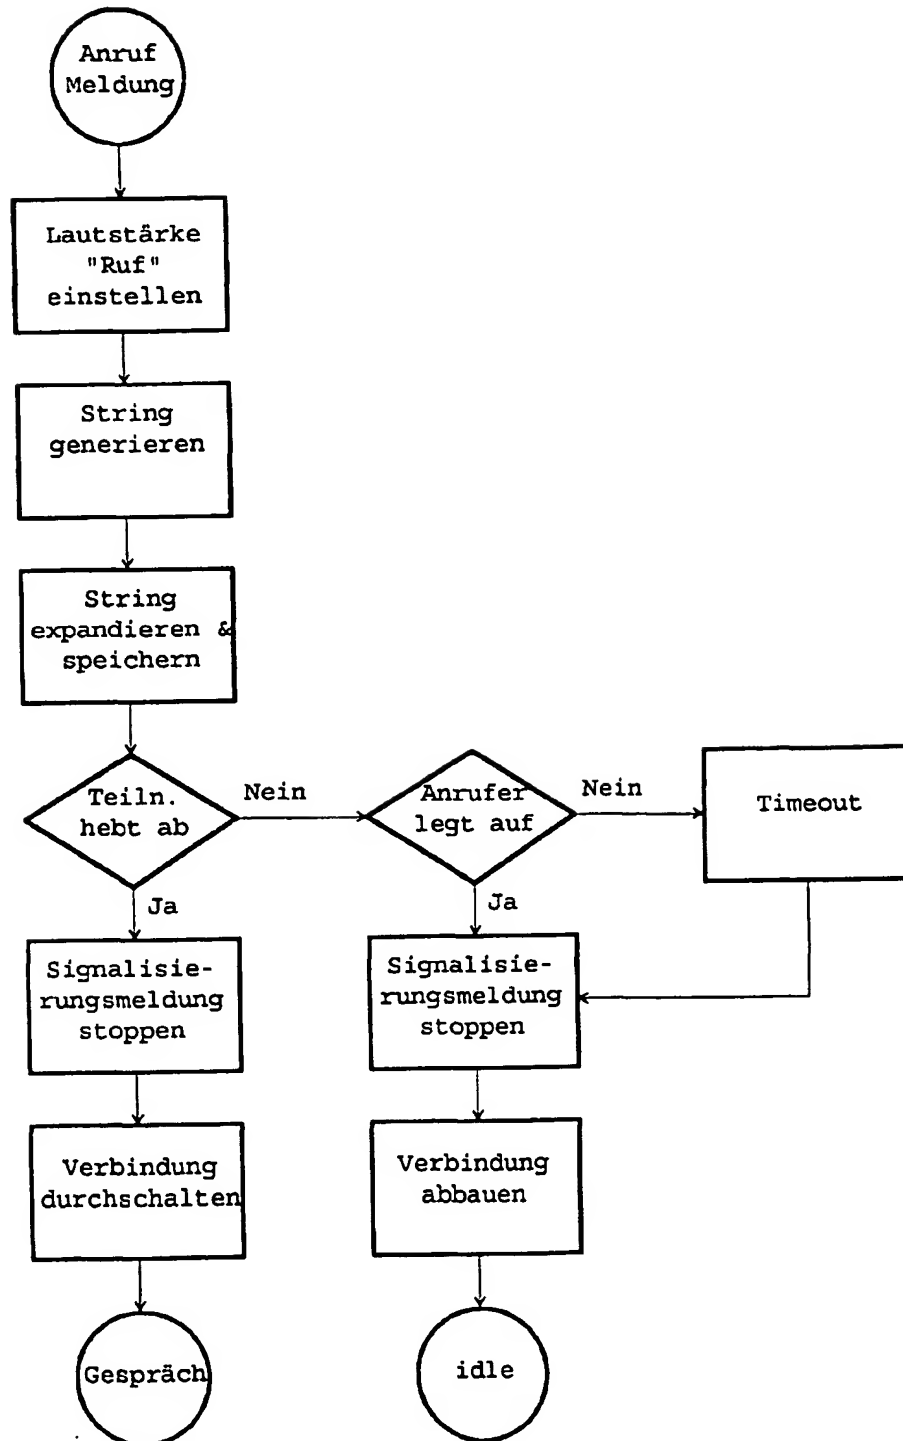 Anruf
Meldung
Lautstärke
"Ruf"
einstellen
String
generieren
String
expandieren &
speichern
Teiln.
hebt ab
Nein
Anrufer
legt auf
Nein
Timeout
Ja
Ja
Signalisie-
rungsmeldung
stoppen
Signalisie-
rungsmeldung
stoppen
Verbindung
durchschalten
Verbindung
abbauen
Gespräch
idle